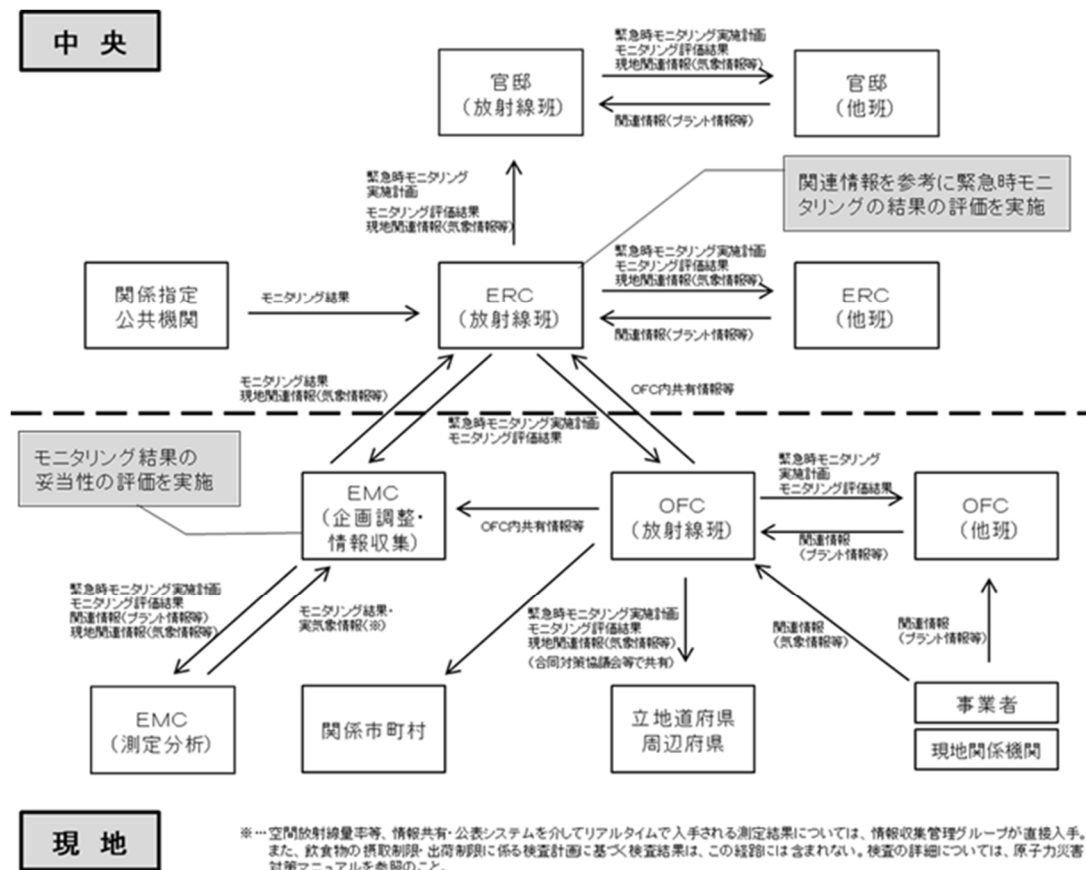 中 央
緊急時モニタリング実施計画
モニタリング評価結果
現地関連情報(気象情報等)
官邸
(放射線班)
官邸
(他班)
関連情報(プラント情報等)
緊急時モニタリング
実施計画
モニタリング評価結果
現地関連情報(気象情報等)
関連情報を参考に緊急時モニ
タリングの結果の評価を実施
緊急時モニタリング実施計画
モニタリング評価結果
現地関連情報(気象情報等)
関係指定
公共機関
モニタリング結果
ERC
(放射線班)
ERC
(他班)
関連情報(プラント情報等)
モニタリング結果
現地関連情報(気象情報等)
OFC内共有情報等
緊急時モニタリング実施計画
モニタリング評価結果
モニタリング結果の
妥当性の評価を実施
EMC
(企画調整・
情報収集)
OFC内共有情報等
OFC
(放射線班)
緊急時モニタリング
実施計画
モニタリング評価結果
関連情報
(プラント情報等)
OFC
(他班)
緊急時モニタリング実施計画
モニタリング評価結果
関連情報(プラント情報等)
現地関連情報(気象情報等)
モニタリング結果・
実気象情報(※)
緊急時モニタリング実施計画
モニタリング評価結果
現地関連情報(気象情報等)
(合同対策協議会等で共有)
関連情報
(気象情報等)
関連情報
(プラント情報等)
EMC
(測定分析)
関係市町村
立地道府県
周辺府県
事業者
現地関係機関
現 地
※…空間放射線量率等、情報共有・公表システムを介してリアルタイムで入手される測定結果については、情報収集管理グループが直接入手。
また、飲食物の摂取制限・出荷制限に係る検査計画に基づく検査結果は、この経路には含まれない。検査の詳細については、原子力災害
対策マニュアルを参照のこと。